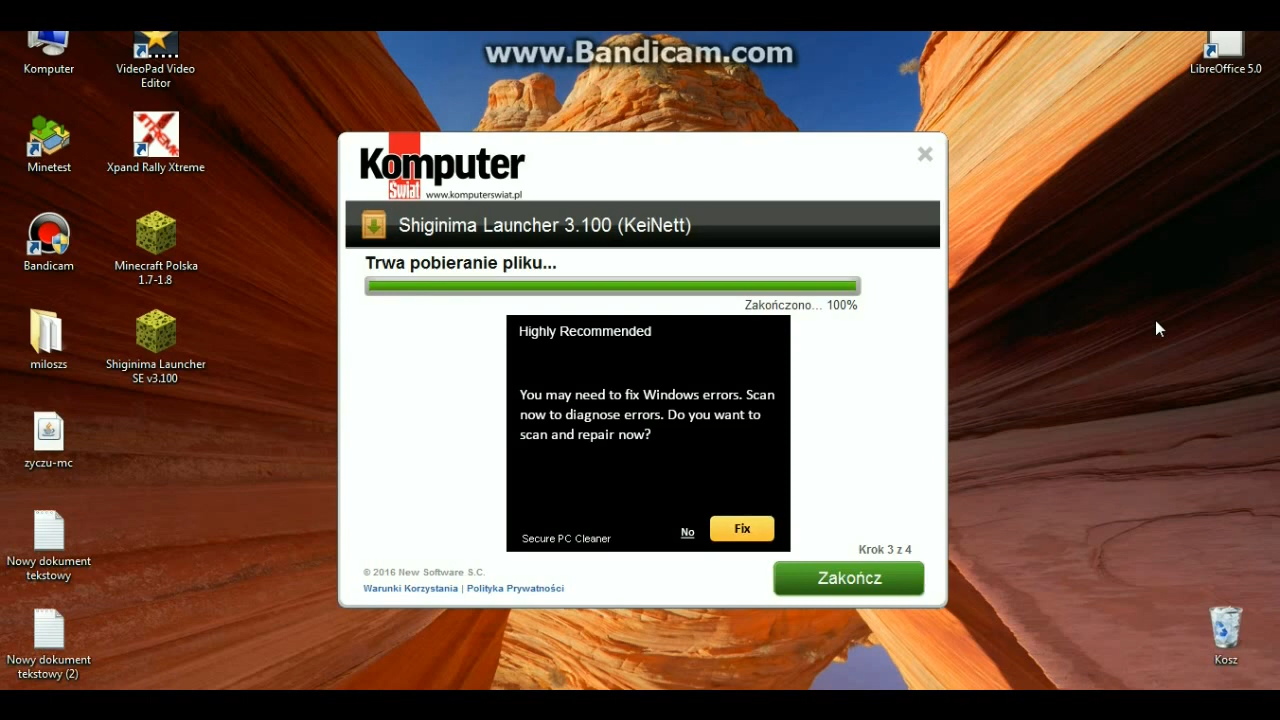 www.Bandicam.com
Komputer
VideoPad Video
Editor
LibreOffice 5.0
Minetest
Xpand Rally Xtreme
Bandicam
Minecraft Polska
1.7-1.8
miloszs
Shiginima Launcher
SE v3.100
zyczu-mc
Nowy dokument
tekstowy
Nowy dokument
tekstowy (2)
Kosz
Komputer
Świat
www.komputerswiat.pl
Shiginima Launcher 3.100 (KeiNett)
Trwa pobieranie pliku...
Zakończono... 100%
Highly Recommended
You may need to fix Windows errors. Scan
now to diagnose errors. Do you want to
scan and repair now?
Secure PC Cleaner
No
Fix
Krok 3 z 4
© 2016 New Software S.C.
Warunki Korzystania | Polityka Prywatności
Zakończ